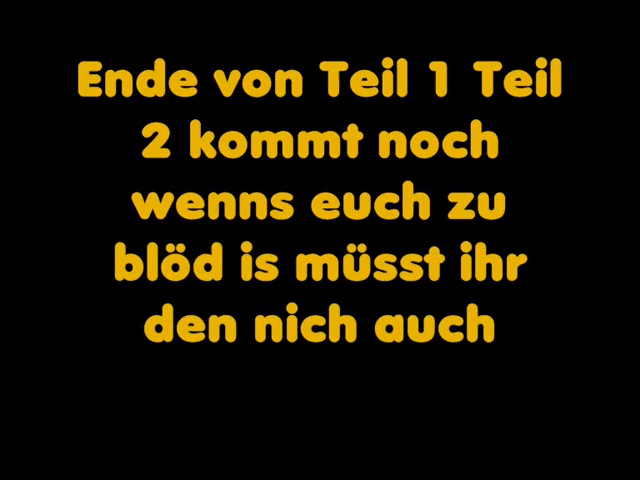 Ende von Teil 1 Teil
2 kommt noch
wenns euch zu
blöd is müsst ihr
den nich auch